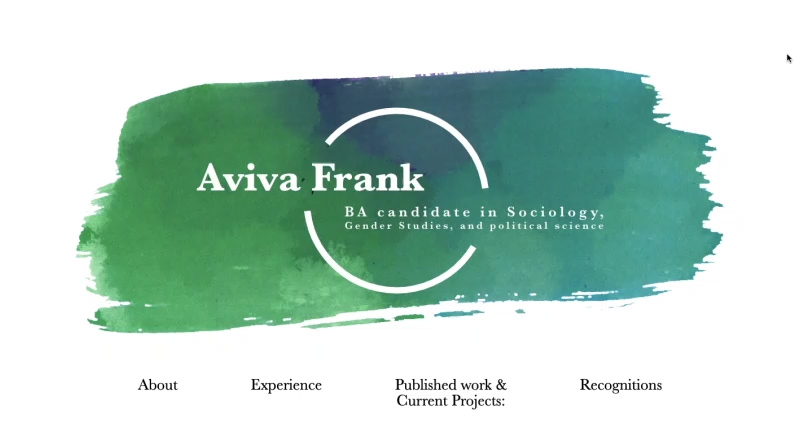 Aviva Frank
BA candidate in Sociology,
Gender Studies, and political science
About
Experience
Published work &
Current Projects:
Recognitions